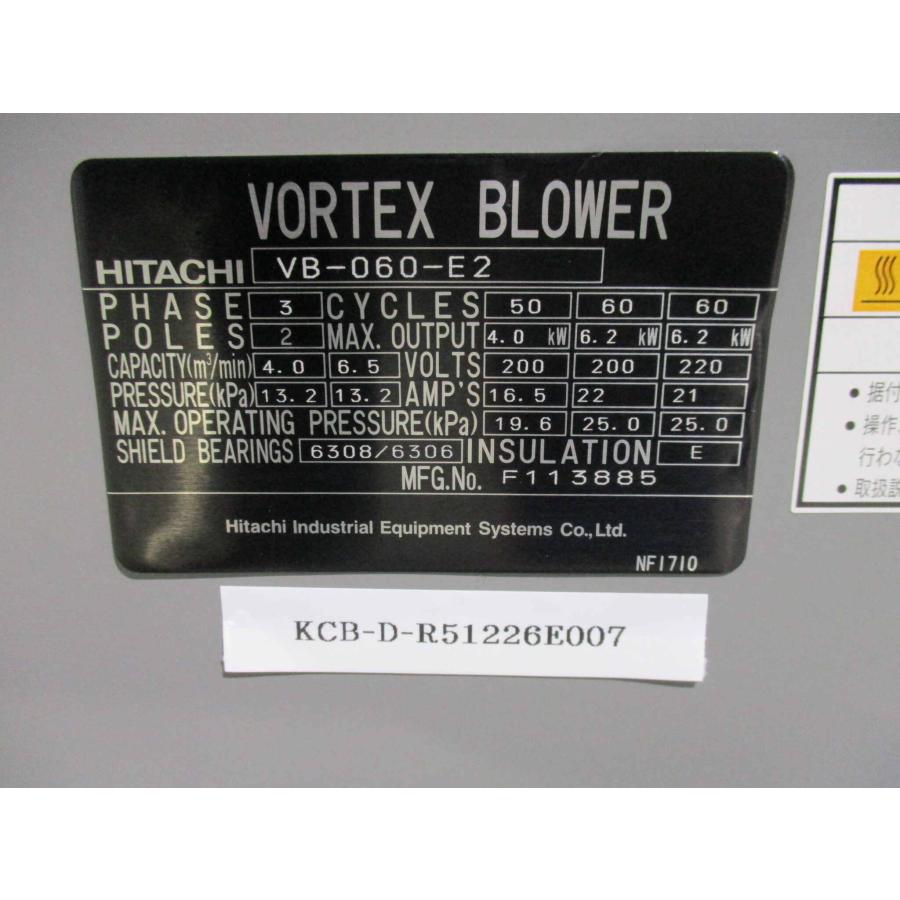 VORTEX BLOWER
HITACHI VB-060-E2
PHASE 3 CYCLES 50 60 60
POLES 2 MAX. OUTPUT 4.0 kW 6.2 kW 6.2 kW
CAPACITY(m³/min) 4.0 6.5 VOLTS 200 200 220
PRESSURE(kPa) 13.2 13.2 AMP'S 16.5 22 21
MAX. OPERATING PRESSURE(kPa) 19.6 25.0 25.0
SHIELD BEARINGS 6308/6306 INSULATION E
MFG.No. F113885
Hitachi Industrial Equipment Systems Co.,Ltd.
NF1710
KCB-D-R51226E007
• 据付
• 操作、
行わな
• 取扱説